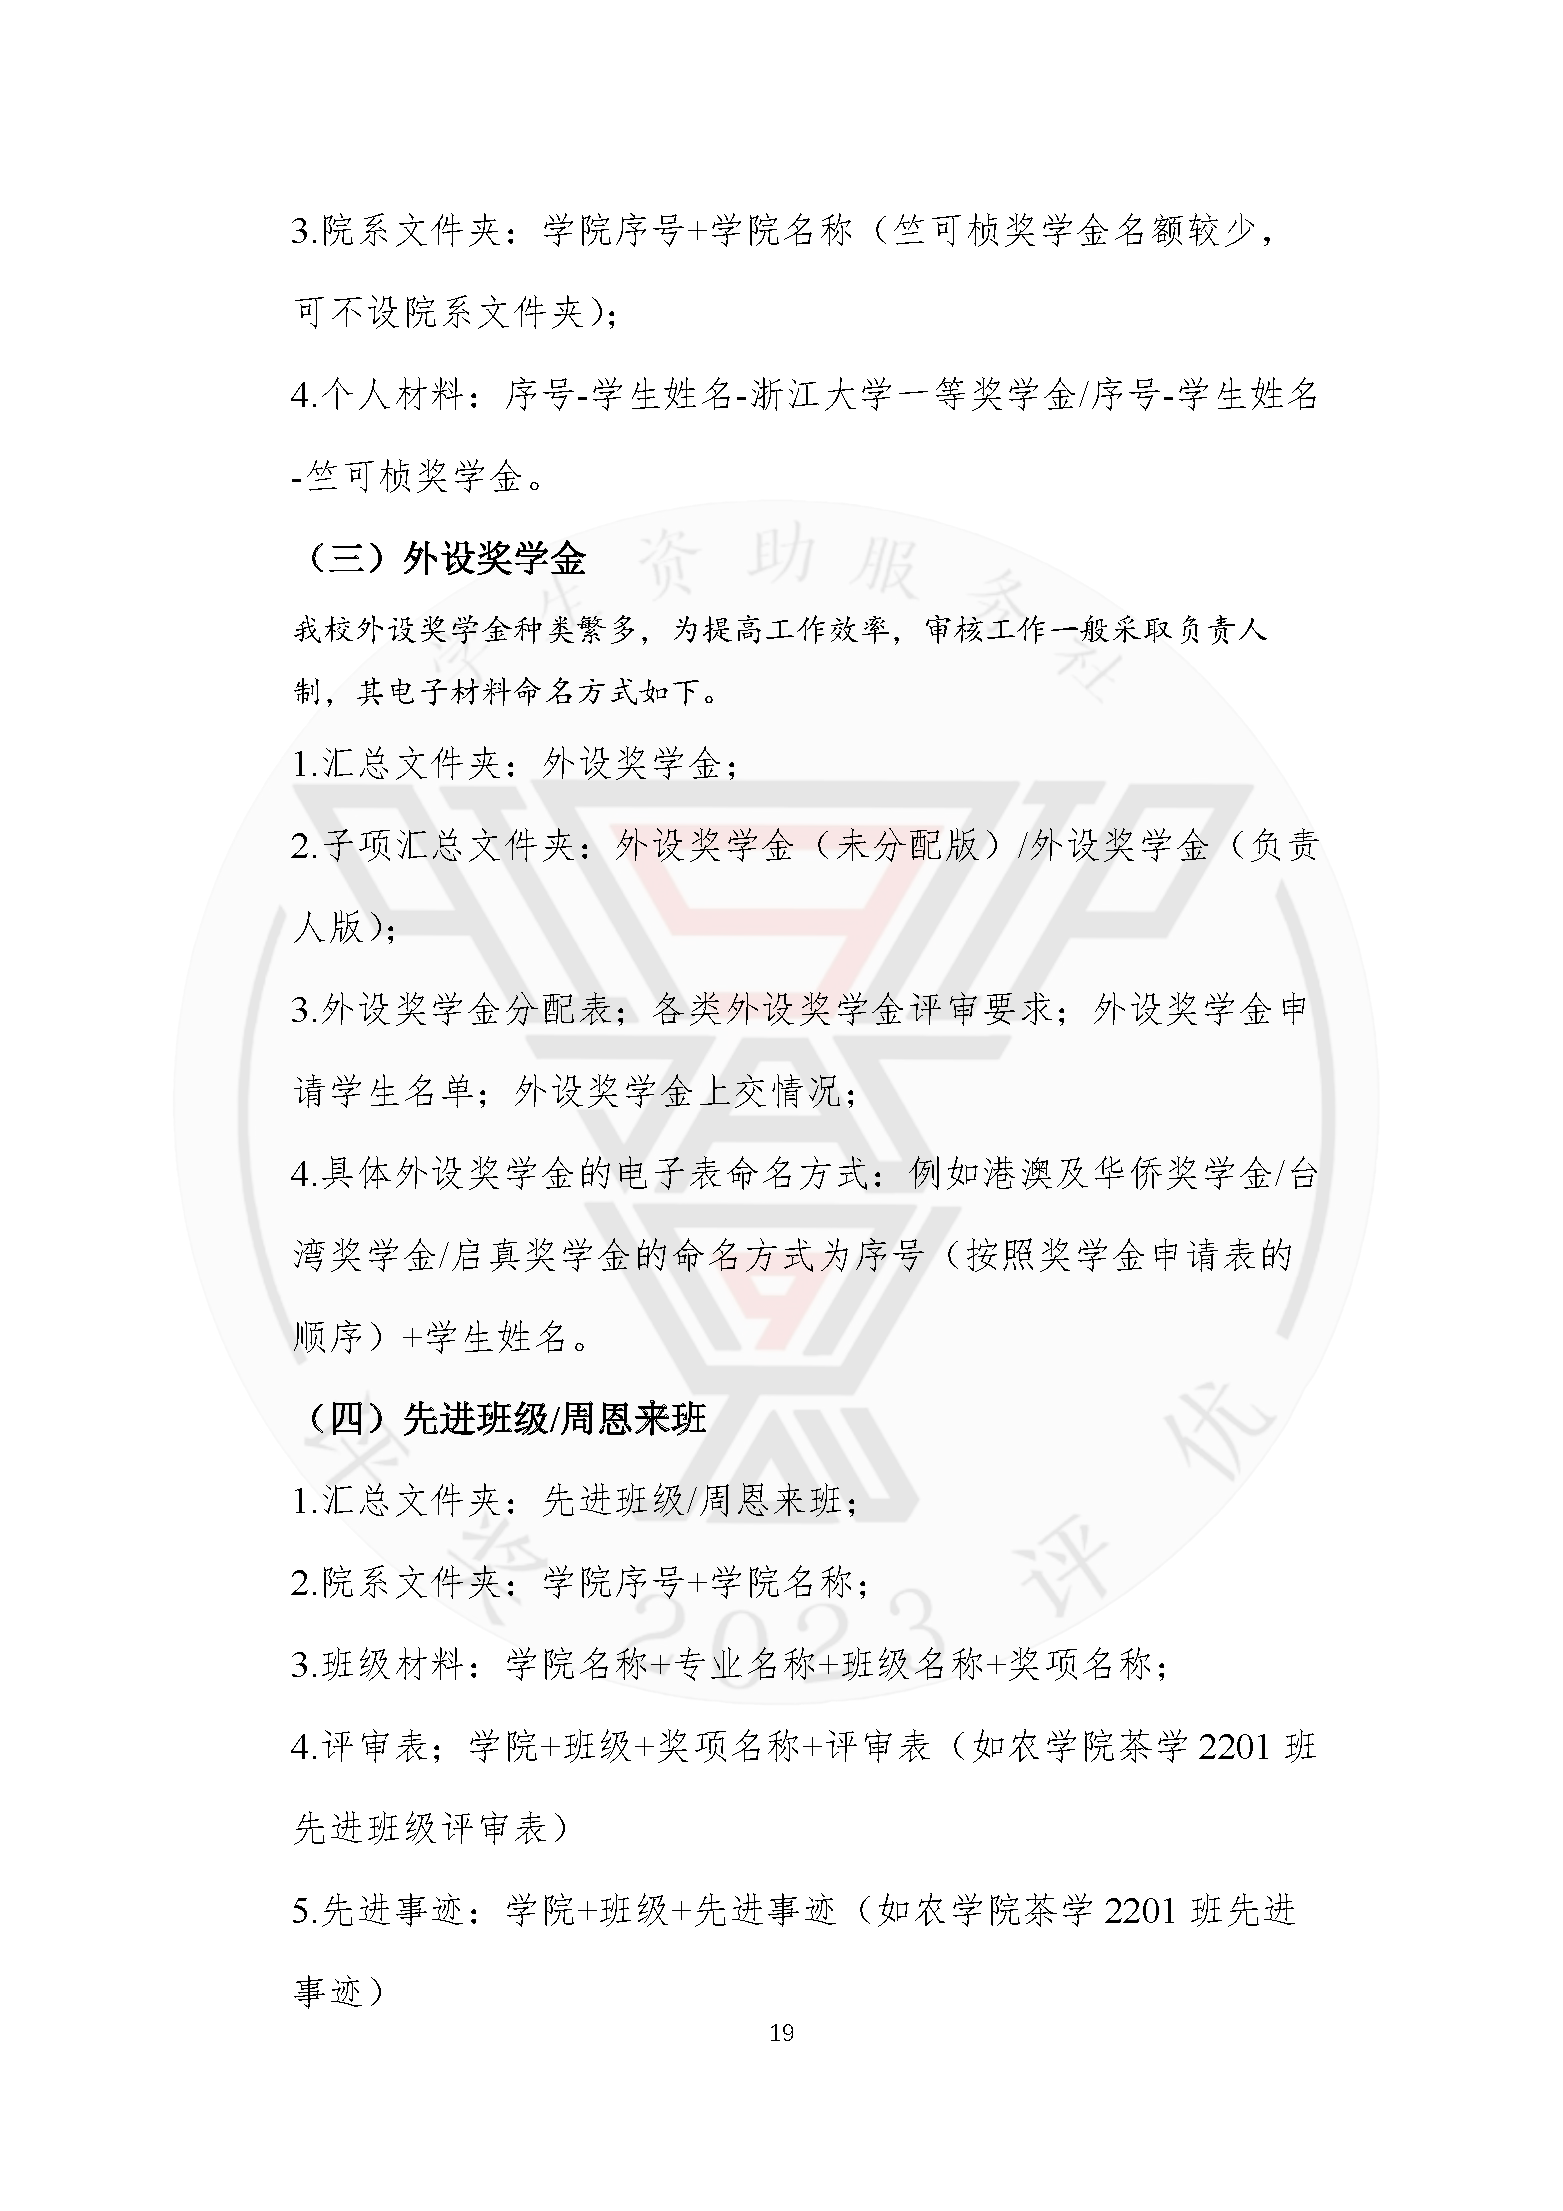 3.院系文件夹：学院序号+学院名称（竺可桢奖学金名额较少，
可不设院系文件夹）；
4.个人材料：序号-学生姓名-浙江大学一等奖学金/序号-学生姓名
-竺可桢奖学金。
（三）外设奖学金
我校外设奖学金种类繁多，为提高工作效率，审核工作一般采取负责人
制，其电子材料命名方式如下。
1.汇总文件夹：外设奖学金；
2.子项汇总文件夹：外设奖学金（未分配版）/外设奖学金（负责
人版）；
3.外设奖学金分配表；各类外设奖学金评审要求；外设奖学金申
请学生名单；外设奖学金上交情况；
4.具体外设奖学金的电子表命名方式：例如港澳及华侨奖学金/台
湾奖学金/启真奖学金的命名方式为序号（按照奖学金申请表的
顺序）+学生姓名。
（四）先进班级/周恩来班
1.汇总文件夹：先进班级/周恩来班；
2.院系文件夹：学院序号+学院名称；
3.班级材料：学院名称+专业名称+班级名称+奖项名称；
4.评审表；学院+班级+奖项名称+评审表（如农学院茶学 2201 班
先进班级评审表）
5.先进事迹：学院+班级+先进事迹（如农学院茶学 2201 班先进
事迹）
19
学生资助服务社
评奖评优
2023